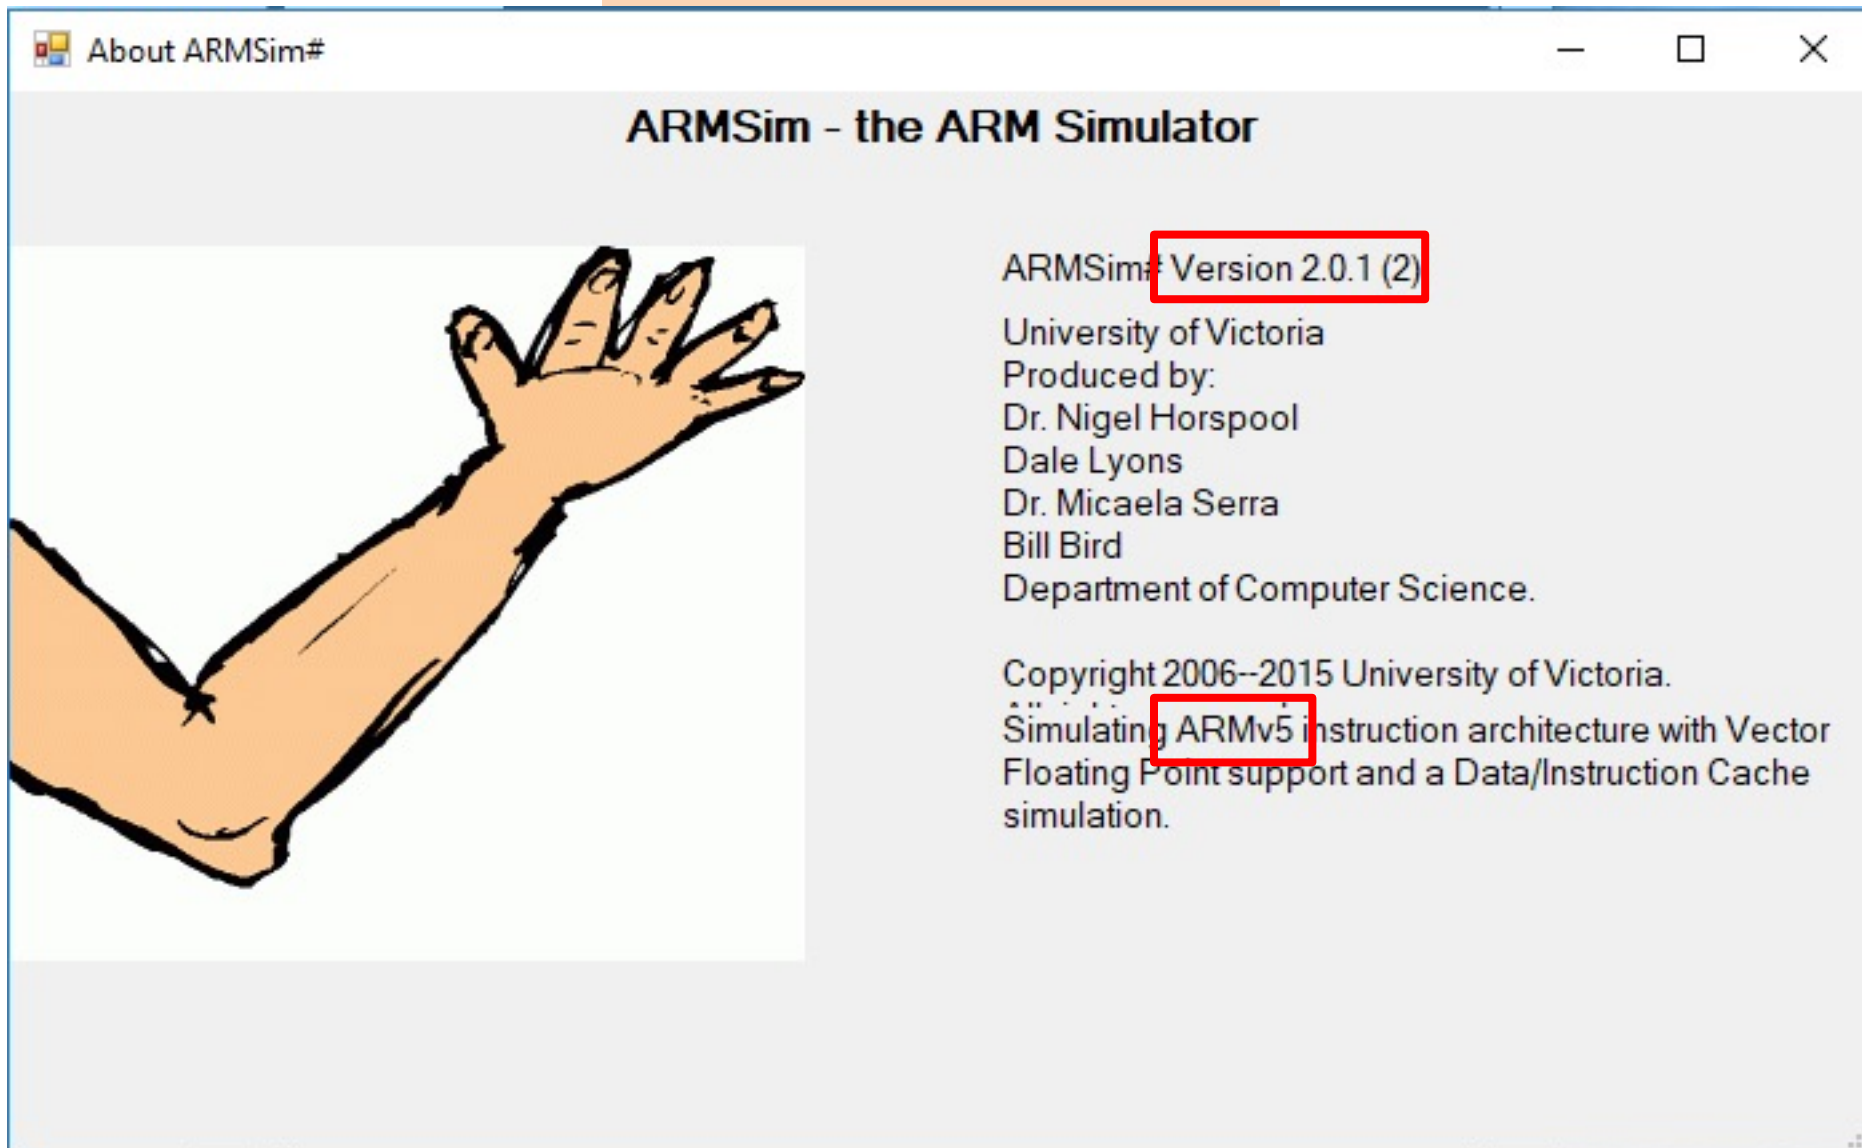 About ARMSim#
ARMSim - the ARM Simulator
ARMSim# Version 2.0.1 (2)
University of Victoria
Produced by:
Dr. Nigel Horspool
Dale Lyons
Dr. Micaela Serra
Bill Bird
Department of Computer Science.
Copyright 2006--2015 University of Victoria.
Simulating ARMv5 instruction architecture with Vector
Floating Point support and a Data/Instruction Cache
simulation.